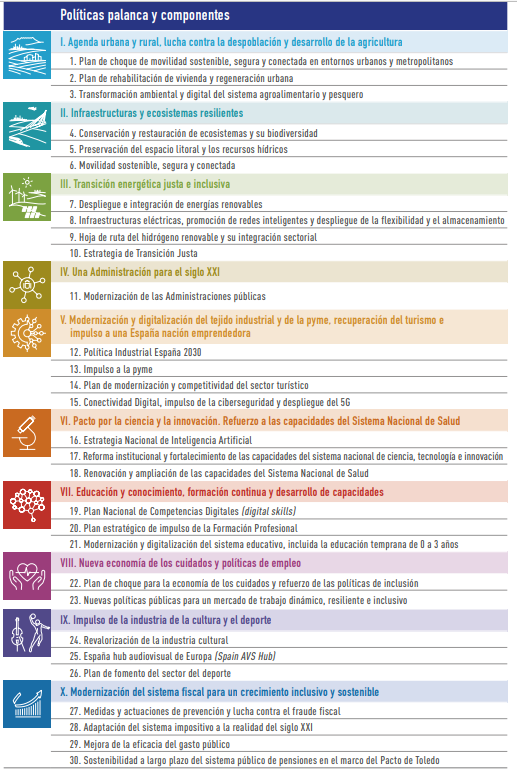 Políticas palanca y componentes
I. Agenda urbana y rural, lucha contra la despoblación y desarrollo de la agricultura
1. Plan de choque de movilidad sostenible, segura y conectada en entornos urbanos y metropolitanos
2. Plan de rehabilitación de vivienda y regeneración urbana
3. Transformación ambiental y digital del sistema agroalimentario y pesquero
II. Infraestructuras y ecosistemas resilientes
4. Conservación y restauración de ecosistemas y su biodiversidad
5. Preservación del espacio litoral y los recursos hídricos
6. Movilidad sostenible, segura y conectada
III. Transición energética justa e inclusiva
7. Despliegue e integración de energías renovables
8. Infraestructuras eléctricas, promoción de redes inteligentes y despliegue de la flexibilidad y el almacenamiento
9. Hoja de ruta del hidrógeno renovable y su integración sectorial
10. Estrategia de Transición Justa
IV. Una Administración para el siglo XXI
11. Modernización de las Administraciones públicas
V. Modernización y digitalización del tejido industrial y de la pyme, recuperación del turismo e
impulso a una España nación emprendedora
12. Política Industrial España 2030
13. Impulso a la pyme
14. Plan de modernización y competitividad del sector turístico
15. Conectividad Digital, impulso de la ciberseguridad y despliegue del 5G
VI. Pacto por la ciencia y la innovación. Refuerzo a las capacidades del Sistema Nacional de Salud
16. Estrategia Nacional de Inteligencia Artificial
17. Reforma institucional y fortalecimiento de las capacidades del sistema nacional de ciencia, tecnología e innovación
18. Renovación y ampliación de las capacidades del Sistema Nacional de Salud
VII. Educación y conocimiento, formación continua y desarrollo de capacidades
19. Plan Nacional de Competencias Digitales (digital skills)
20. Plan estratégico de impulso de la Formación Profesional
21. Modernización y digitalización del sistema educativo, incluida la educación temprana de 0 a 3 años
VIII. Nueva economía de los cuidados y políticas de empleo
22. Plan de choque para la economía de los cuidados y refuerzo de las políticas de inclusión
23. Nuevas políticas públicas para un mercado de trabajo dinámico, resiliente e inclusivo
IX. Impulso de la industria de la cultura y el deporte
24. Revalorización de la industria cultural
25. España hub audiovisual de Europa (Spain AVS Hub)
26. Plan de fomento del sector del deporte
X. Modernización del sistema fiscal para un crecimiento inclusivo y sostenible
27. Medidas y actuaciones de prevención y lucha contra el fraude fiscal
28. Adaptación del sistema impositivo a la realidad del siglo XXI
29. Mejora de la eficacia del gasto público
30. Sostenibilidad a largo plazo del sistema público de pensiones en el marco del Pacto de Toledo